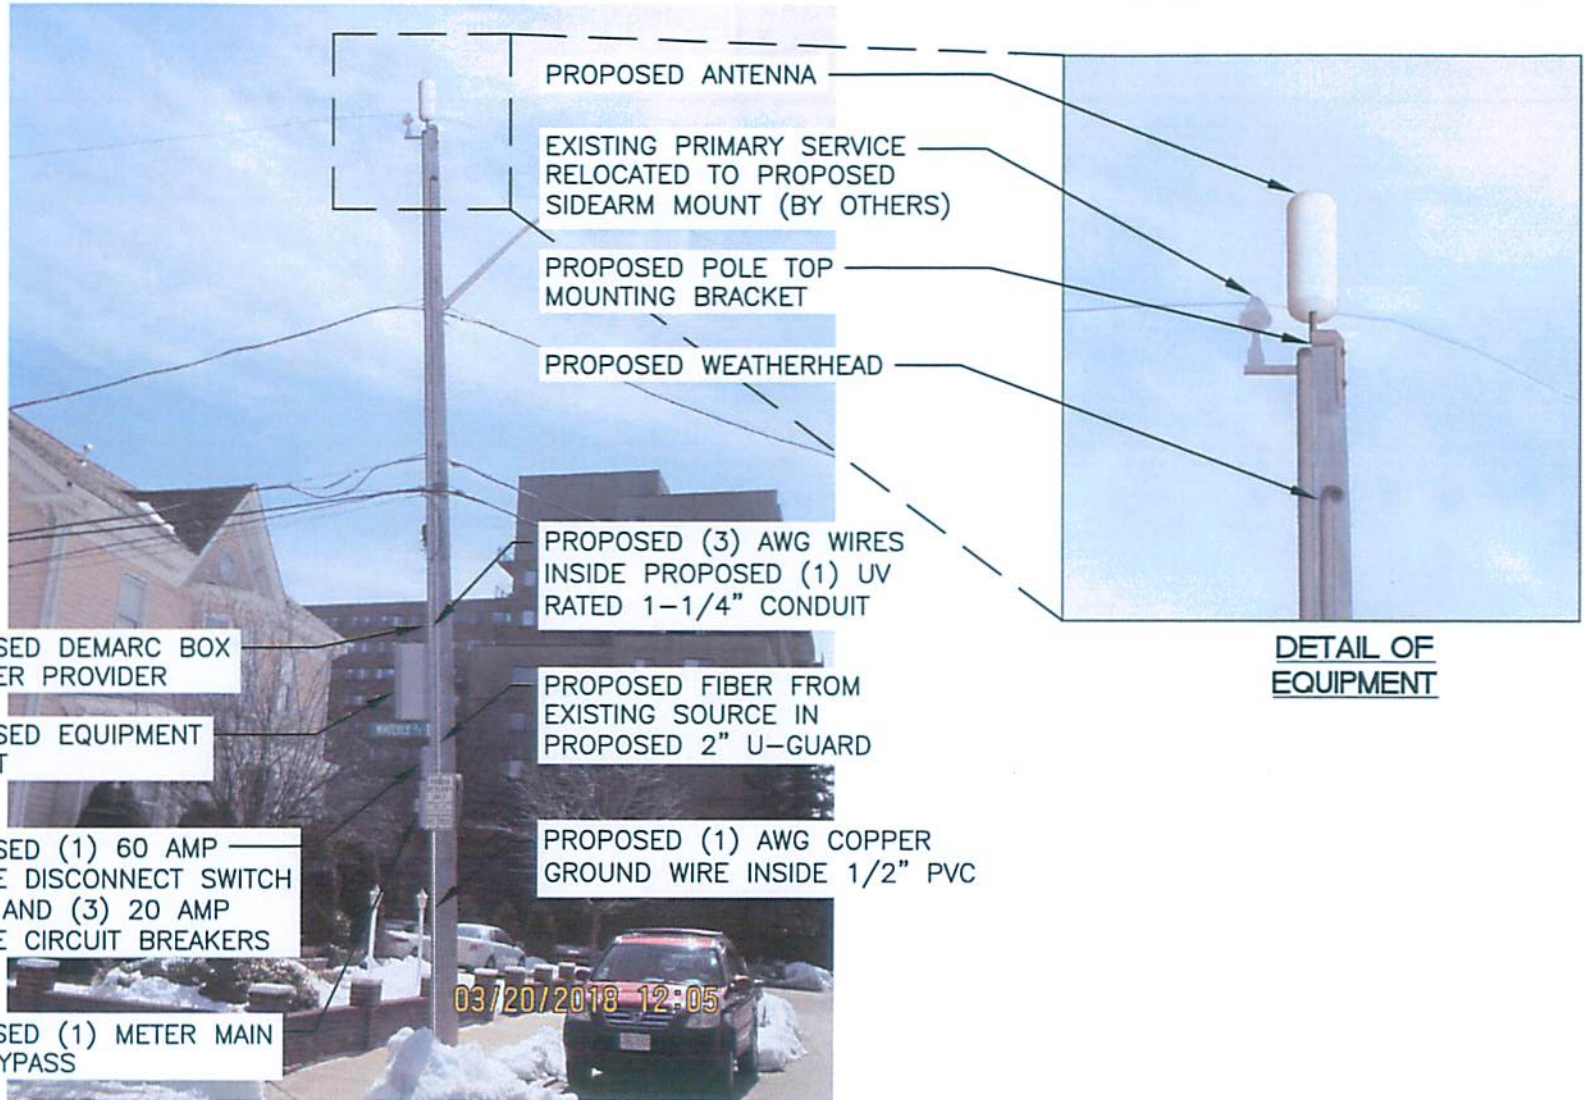 PROPOSED ANTENNA
EXISTING PRIMARY SERVICE
RELOCATED TO PROPOSED
SIDEARM MOUNT (BY OTHERS)
PROPOSED POLE TOP
MOUNTING BRACKET
PROPOSED WEATHERHEAD
DETAIL OF
EQUIPMENT
PROPOSED (3) AWG WIRES
INSIDE PROPOSED (1) UV
RATED 1-1/4" CONDUIT
SED DEMARC BOX
ER PROVIDER
PROPOSED FIBER FROM
EXISTING SOURCE IN
PROPOSED 2" U-GUARD
SED EQUIPMENT
T
WAVERLY
SED (1) 60 AMP
E DISCONNECT SWITCH
AND (3) 20 AMP
E CIRCUIT BREAKERS
PROPOSED (1) AWG COPPER
GROUND WIRE INSIDE 1/2" PVC
03/20/2018 12:05
SED (1) METER MAIN
YPASS